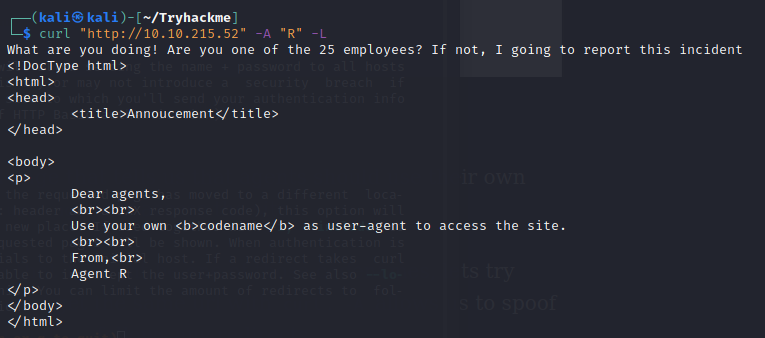 (kali㉿kali)-[~/Tryhackme]
$ curl "http://10.10.215.52" -A "R" -L
What are you doing! Are you one of the 25 employees? If not, I going to report this incident
<!DocType html>
<html>
<head>
<title>Annoucement</title>
</head>
<body>
<p>
Dear agents,
<br><br>
Use your own <b>codename</b> as user-agent to access the site.
<br><br>
From,<br>
Agent R
</p>
</body>
</html>